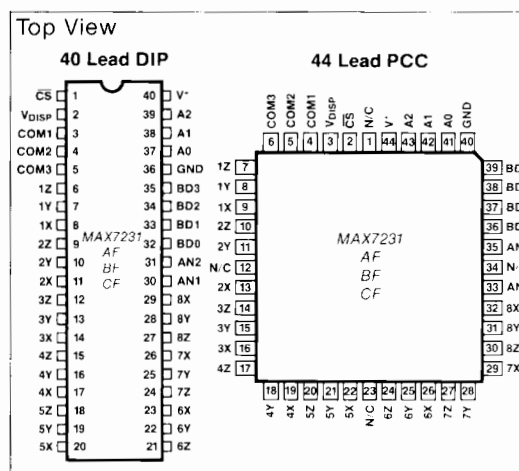 Top View
40 Lead DIP
44 Lead PCC
CS 1 40 V+
VDISP 2 39 A2
COM1 3 38 A1
COM2 4 37 A0
COM3 5 36 GND
1Z 6 35 BD3
1Y 7 34 BD2
1X 8 33 BD1
2Z 9 32 BD0
2Y 10 31 AN2
2X 11 30 AN1
3Z 12 29 8X
3Y 13 28 8Y
3X 14 27 8Z
4Z 15 26 7X
4Y 16 25 7Y
4X 17 24 7Z
5Z 18 23 6X
5Y 19 22 6Y
5X 20 21 6Z
MAX7231
AF
BF
CF
COM3 COM2 COM1 VDISP CS N/C V+ A2 A1 A0 GND
6 5 4 3 2 1 44 43 42 41 40
1Z 7 39 BD
1Y 8 38 BD
1X 9 37 BD
2Z 10 36 BD
2Y 11 35 AN
N/C 12 34 N/
2X 13 33 AN
3Z 14 32 8X
3Y 15 31 8Y
3X 16 30 8Z
4Z 17 29 7X
MAX7231
AF
BF
CF
18 19 20 21 22 23 24 25 26 27 28
4Y 4X 5Z 5Y 5X N/C 6Z 6Y 6X 7Z 7Y